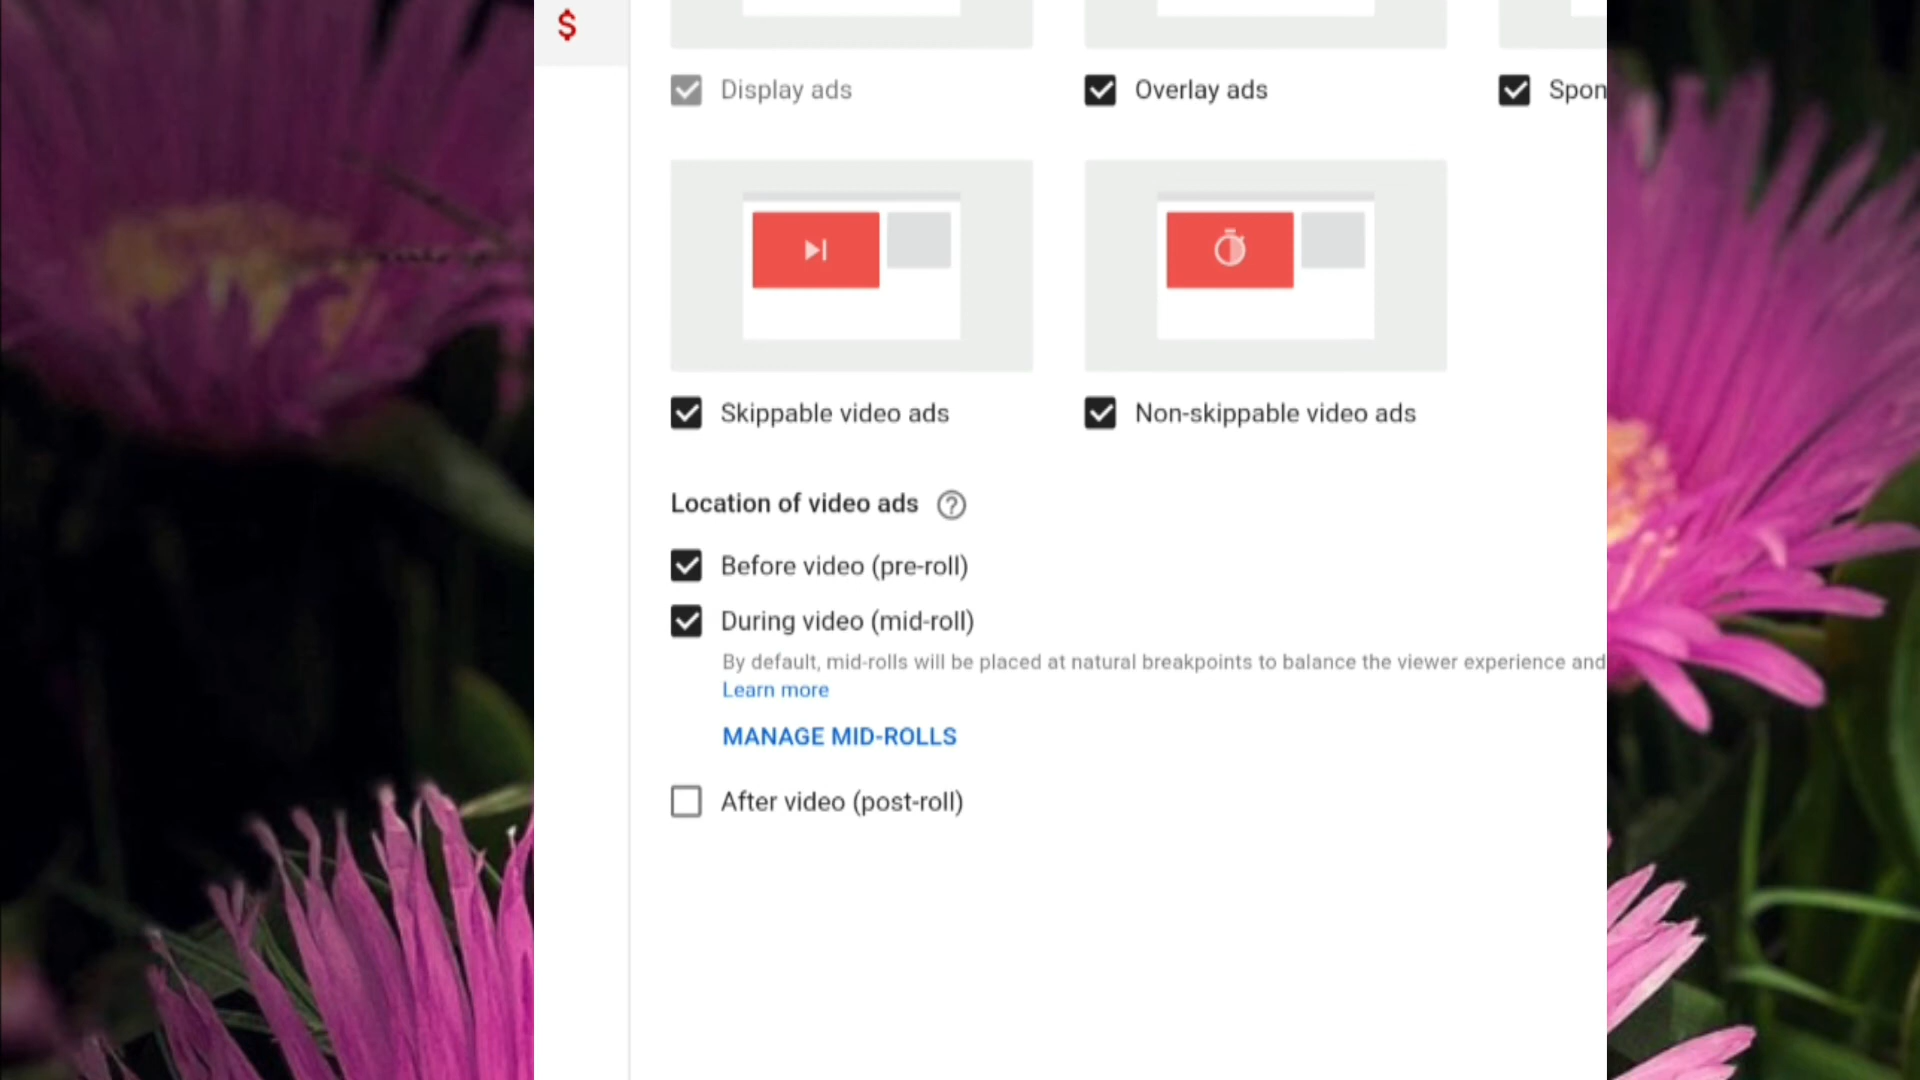 $
Display ads
Overlay ads
Spon
Skippable video ads
Non-skippable video ads
Location of video ads
Before video (pre-roll)
During video (mid-roll)
By default, mid-rolls will be placed at natural breakpoints to balance the viewer experience and
Learn more
MANAGE MID-ROLLS
After video (post-roll)